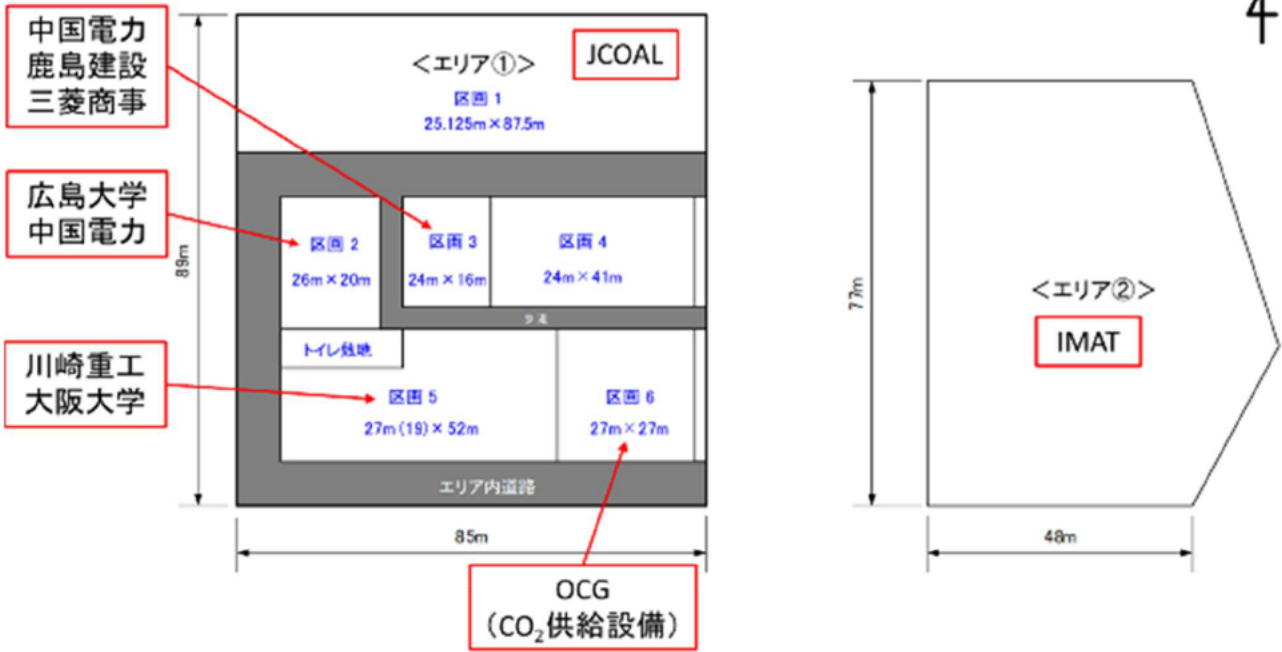 中国電力
鹿島建設
三菱商事
広島大学
中国電力
川崎重工
大阪大学
<エリア①>
JCOAL
区画 1
25.125m×87.5m
区画 2
26m×20m
区画 3
24m×16m
区画 4
24m×41m
トイレ敷地
区画 5
27m(19)×52m
区画 6
27m×27m
エリア内道路
89m
85m
OCG
(CO₂供給設備)
77m
<エリア②>
IMAT
48m